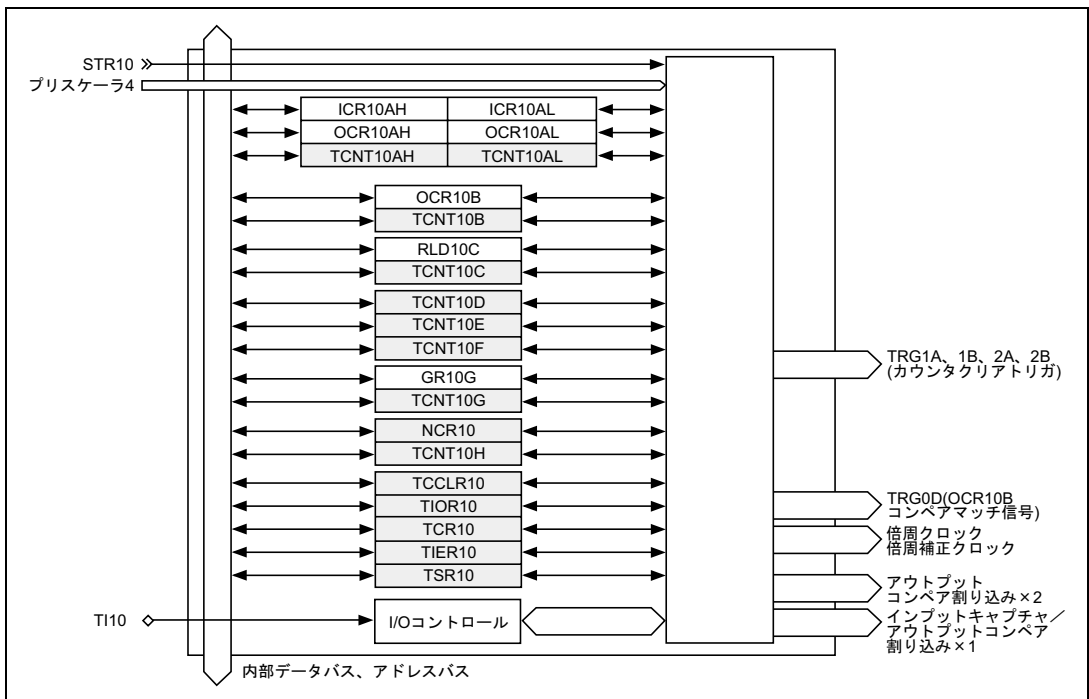 STR10
プリスケーラ4
ICR10AH ICR10AL
OCR10AH OCR10AL
TCNT10AH TCNT10AL
OCR10B
TCNT10B
RLD10C
TCNT10C
TCNT10D
TCNT10E
TCNT10F
TRG1A、1B、2A、2B
(カウンタクリアトリガ)
GR10G
TCNT10G
NCR10
TCNT10H
TCCLR10
TIOR10
TCR10
TIER10
TSR10
TRG0D(OCR10B
コンペアマッチ信号)
倍周クロック
倍周補正クロック
アウトプット
コンペア割り込み×2
インプットキャプチャ/
アウトプットコンペア
割り込み×1
TI10
I/Oコントロール
内部データバス、アドレスバス